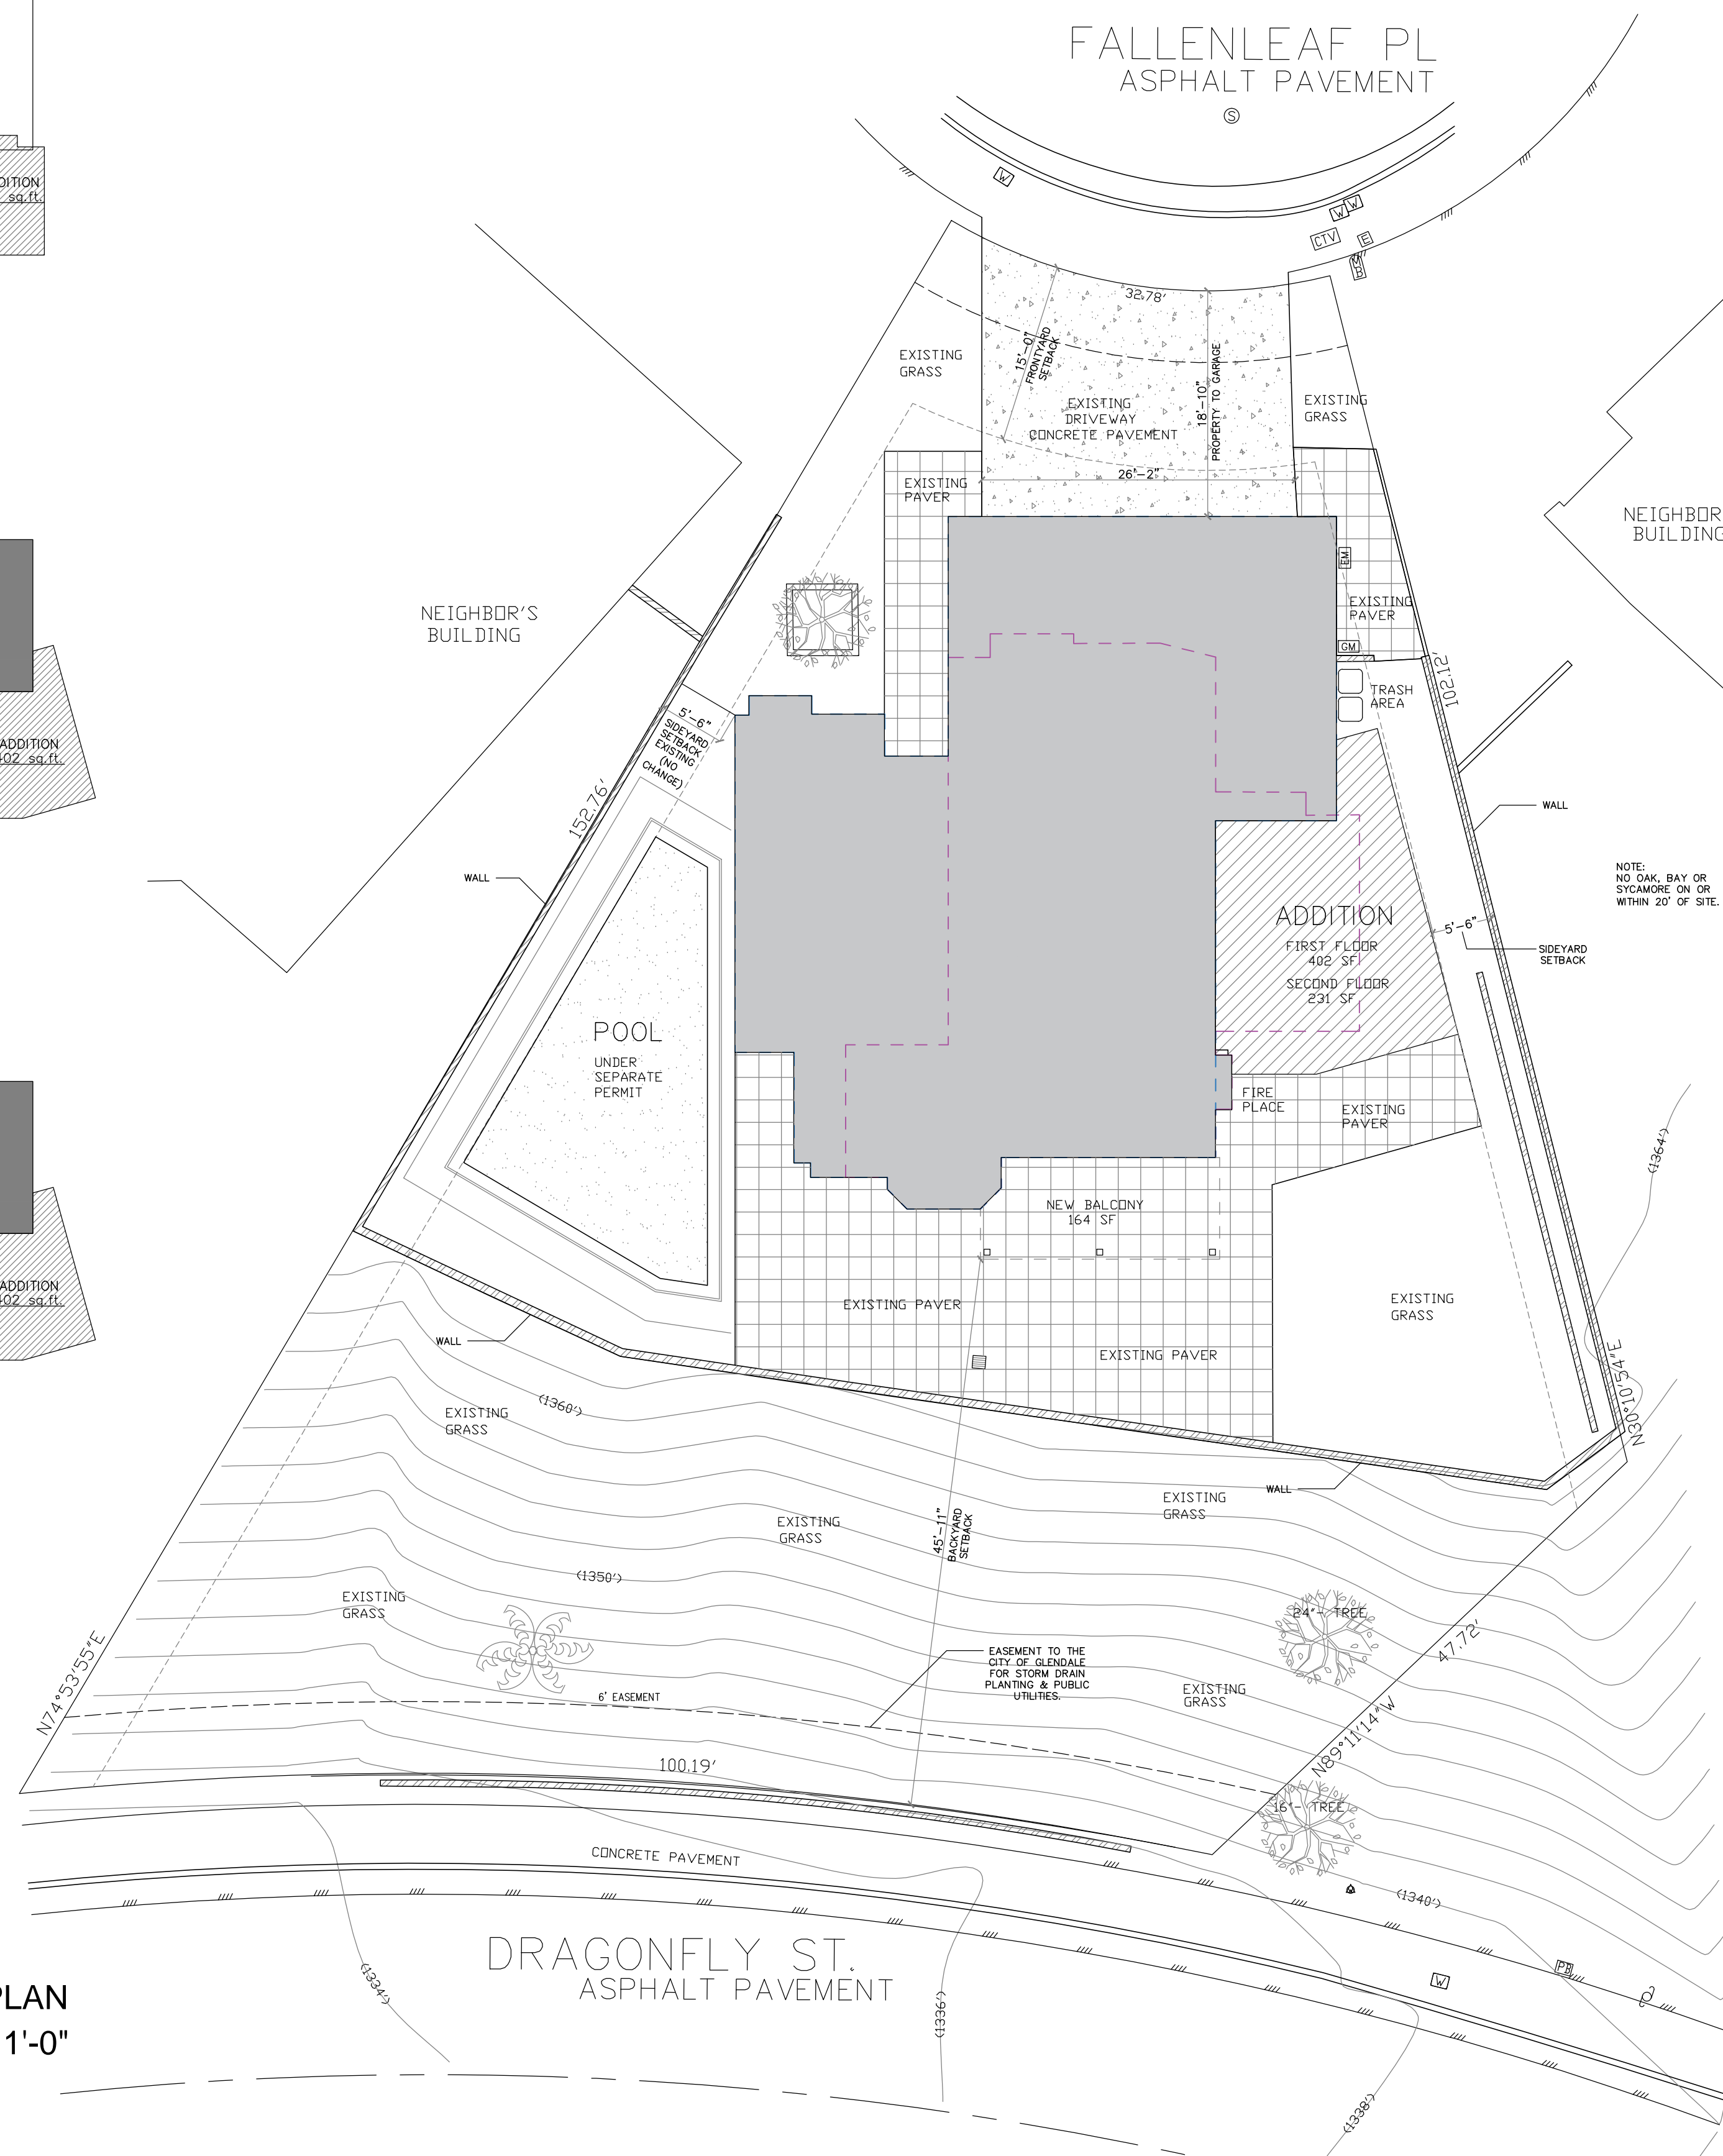 FALLENLEAF PL
ASPHALT PAVEMENT
S
W
W
W
CTV
E
MB
DITION
sq.ft.
32.78'
15'-0"
FRONTYARD
SETBACK
EXISTING
GRASS
18'-10"
PROPERTY TO GARAGE
EXISTING
DRIVEWAY
CONCRETE PAVEMENT
EXISTING
GRASS
26'-2"
EXISTING
PAVER
NEIGHBOR
BUILDING
EM
EXISTING
PAVER
NEIGHBOR'S
BUILDING
GM
TRASH
AREA
102.12'
5'-6"
SIDEYARD
SETBACK
EXISTING
(NO
CHANGE)
ADDITION
402 sq.ft.
152.76'
WALL
WALL
NOTE:
NO OAK, BAY OR
SYCAMORE ON OR
WITHIN 20' OF SITE.
ADDITION
FIRST FLOOR
402 SF
SECOND FLOOR
231 SF
5'-6"
SIDEYARD
SETBACK
POOL
UNDER
SEPARATE
PERMIT
FIRE
PLACE
EXISTING
PAVER
(1364')
NEW BALCONY
164 SF
ADDITION
402 sq.ft.
EXISTING PAVER
EXISTING
GRASS
WALL
EXISTING PAVER
N30°10'54"E
(1360')
EXISTING
GRASS
WALL
EXISTING
GRASS
EXISTING
GRASS
45'-11"
BACKYARD
SETBACK
(1350')
EXISTING
GRASS
24"- TREE
47.72'
N74°53'55"E
EASEMENT TO THE
CITY OF GLENDALE
FOR STORM DRAIN
PLANTING & PUBLIC
UTILITIES.
6' EASEMENT
EXISTING
GRASS
N89°11'14"W
100.19'
16"- TREE
CONCRETE PAVEMENT
(1340')
DRAGONFLY ST.
ASPHALT PAVEMENT
W
PB
(1334')
(1336')
(1338')
PLAN
1'-0"